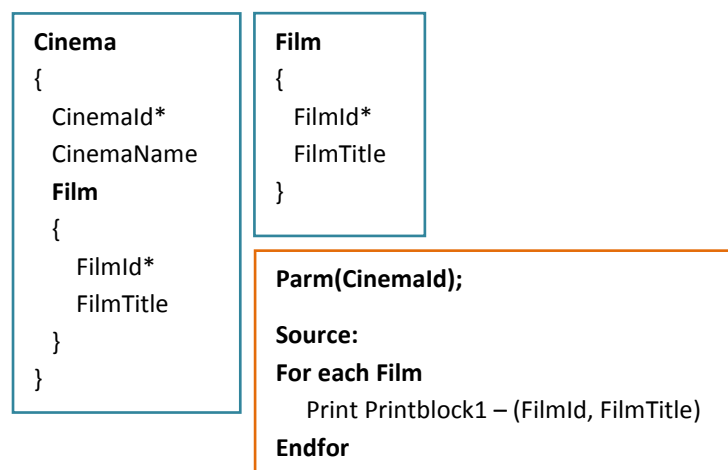 Cinema
{
CinemaId*
CinemaName
Film
{
FilmId*
FilmTitle
}
}
Film
{
FilmId*
FilmTitle
}
Parm(CinemaId);
Source:
For each Film
Print Printblock1 – (FilmId, FilmTitle)
Endfor